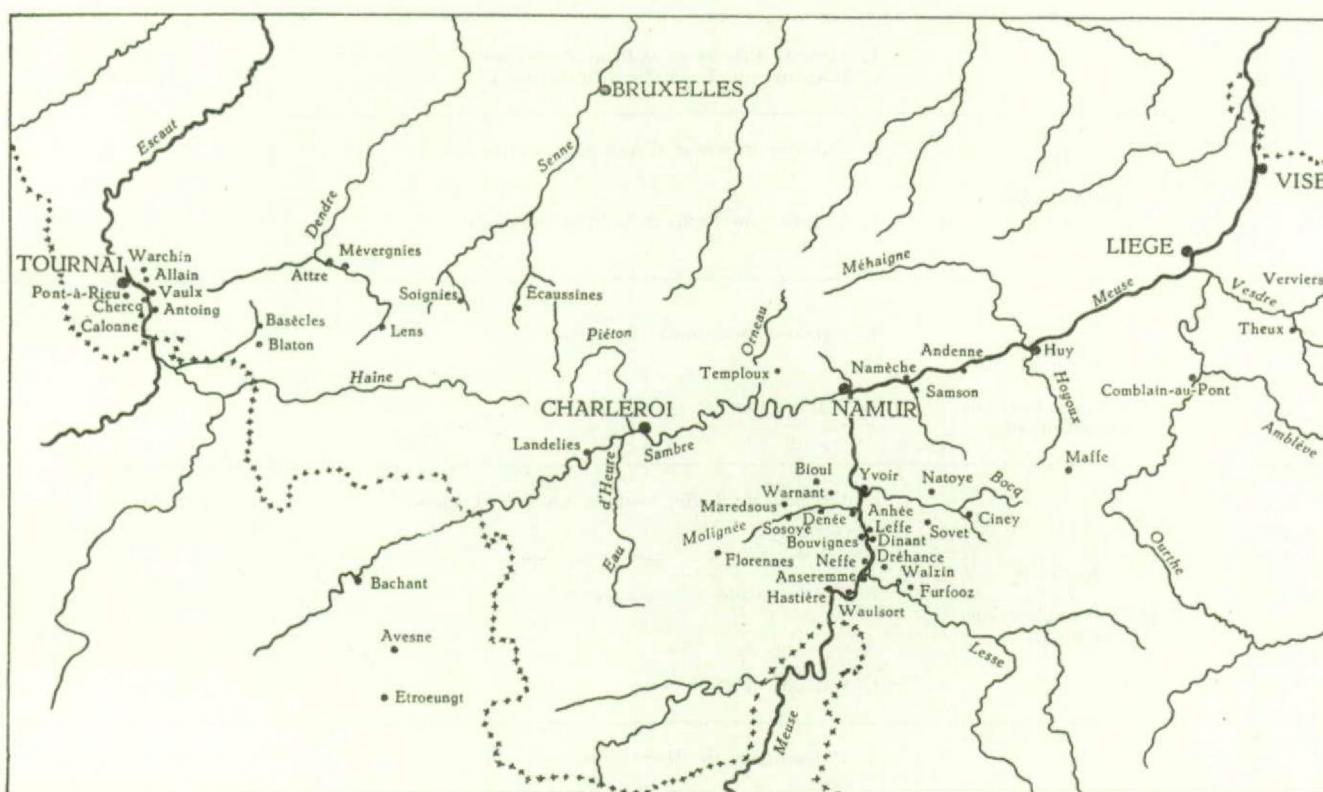 BRUXELLES
Escaut
Senne
Dendre
VISE
LIEGE
Warchin
Mévergnies
TOURNAI
Allain
Attre
Méhaigne
Meuse
Verviers
Pont-à-Rieu
Vaulx
Soignies
Écaussines
Vesdre
Chercq
Antoing
Calonne
Basècles
Lens
Piéton
Orneau
Theux
Blaton
Andenne
Huy
Haine
Temploux
Namèche
Samson
Hoyoux
Comblain-au-Pont
CHARLEROI
NAMUR
Amblève
Landelies
Sambre
Maffe
Bioul
Yvoir
Natoye
Bocq
Warnant
Maredsous
Anhée
Ciney
Denée
Leffe
Sovet
Molignée
Sosoye
Bouvignes
Dinant
Eau d'Heure
Florennes
Neffe
Dréhance
Ourthe
Bachant
Anseremme
Walzin
Hastière
Furfooz
Waulsort
Avesne
Lesse
Etroeungt
Meuse